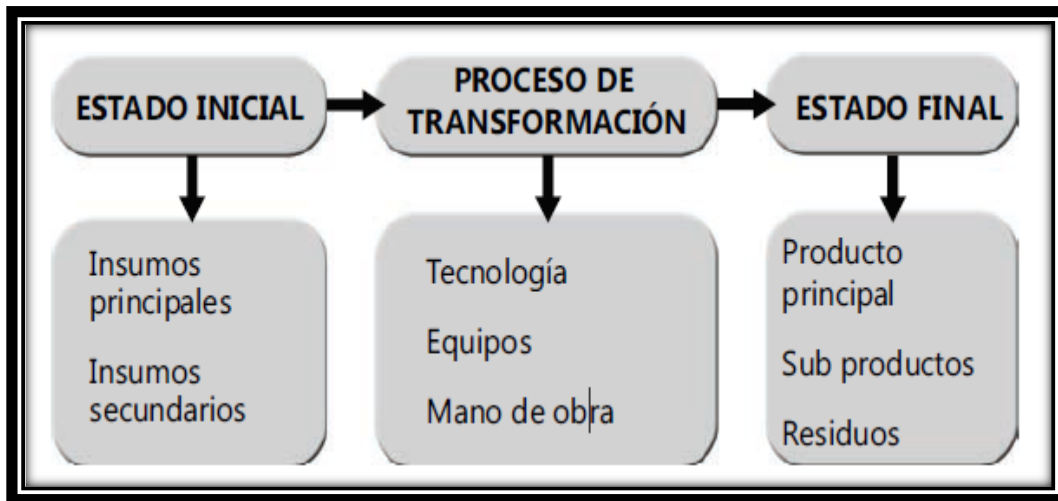 ESTADO INICIAL
PROCESO DE
TRANSFORMACIÓN
ESTADO FINAL
Insumos
principales
Insumos
secundarios
Tecnología
Equipos
Mano de obra
Producto
principal
Sub productos
Residuos